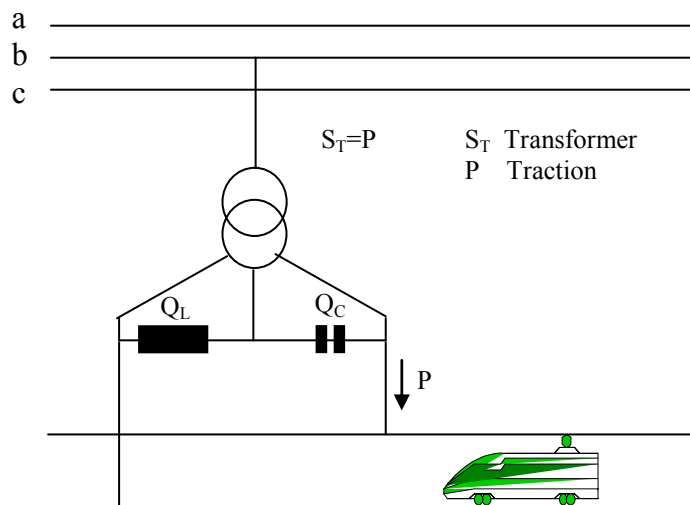 a
b
c
S_T=P
S_T Transformer
P Traction
Q_L
Q_C
P